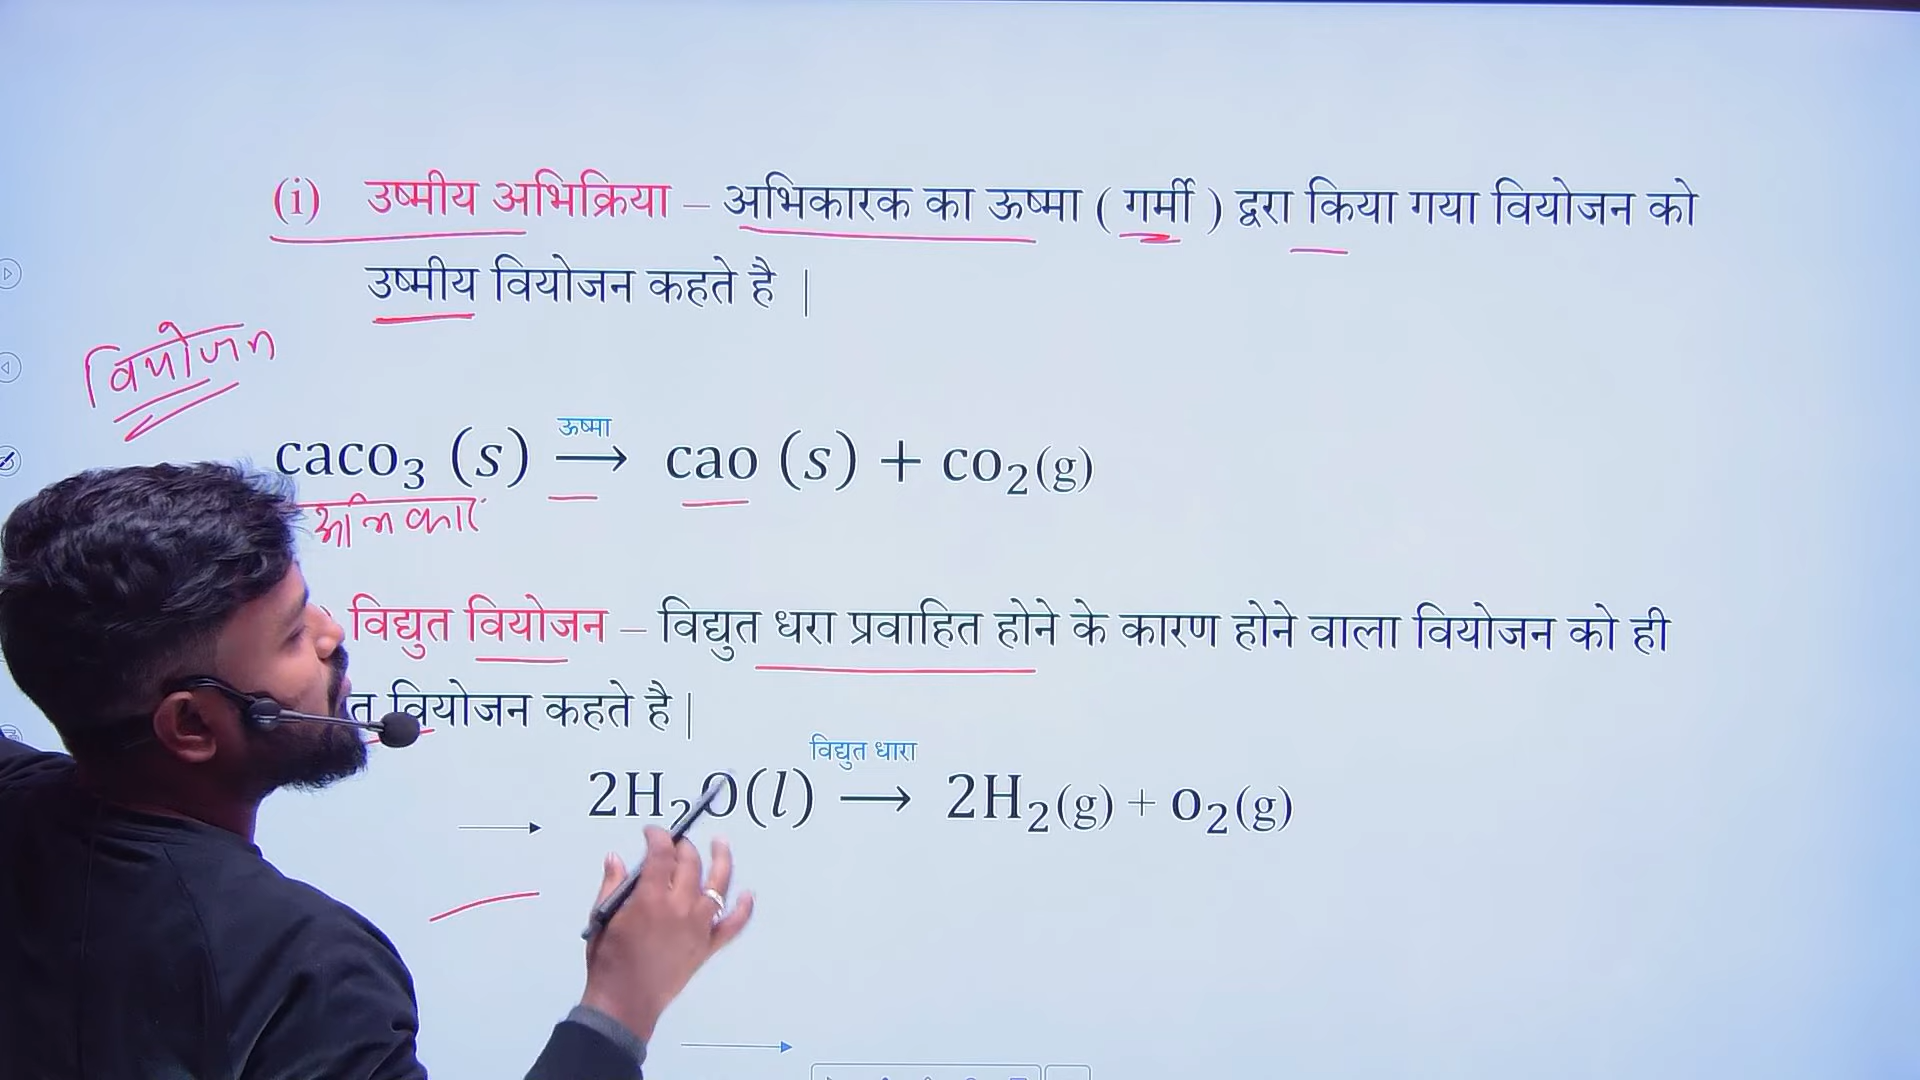 (i) उष्मीय अभिक्रिया – अभिकारक का ऊष्मा ( गर्मी ) द्वरा किया गया वियोजन को
उष्मीय वियोजन कहते है |
वियोजन
caco₃ (s) ऊष्मा ⟶ cao (s) + co₂(g)
अभिकार
विद्युत वियोजन – विद्युत धरा प्रवाहित होने के कारण होने वाला वियोजन को ही
वियोजन कहते है |
विद्युत धारा
2H₂O(l) ⟶ 2H₂(g) + o₂(g)